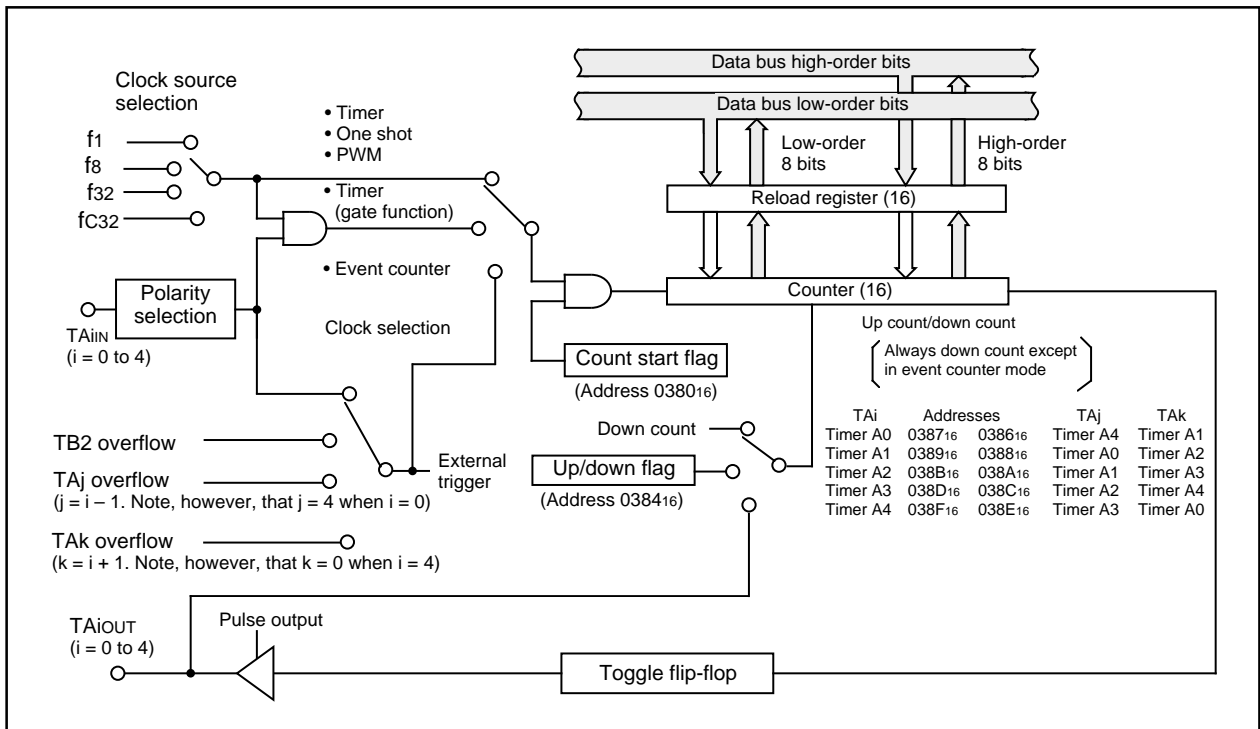 Data bus high-order bits
Data bus low-order bits
Clock source
selection
f1
f8
f32
fC32
• Timer
• One shot
• PWM
• Timer
(gate function)
• Event counter
Low-order
8 bits
High-order
8 bits
Reload register (16)
Counter (16)
Polarity
selection
TAiIN
(i = 0 to 4)
Clock selection
Up count/down count
Always down count except
in event counter mode
Count start flag
(Address 038016)
TB2 overflow
TAj overflow
(j = i – 1. Note, however, that j = 4 when i = 0)
TAk overflow
(k = i + 1. Note, however, that k = 0 when i = 4)
External
trigger
Down count
Up/down flag
(Address 038416)
TAi Addresses TAj TAk
Timer A0 038716 038616 Timer A4 Timer A1
Timer A1 038916 038816 Timer A0 Timer A2
Timer A2 038B16 038A16 Timer A1 Timer A3
Timer A3 038D16 038C16 Timer A2 Timer A4
Timer A4 038F16 038E16 Timer A3 Timer A0
TAiOUT
(i = 0 to 4)
Pulse output
Toggle flip-flop